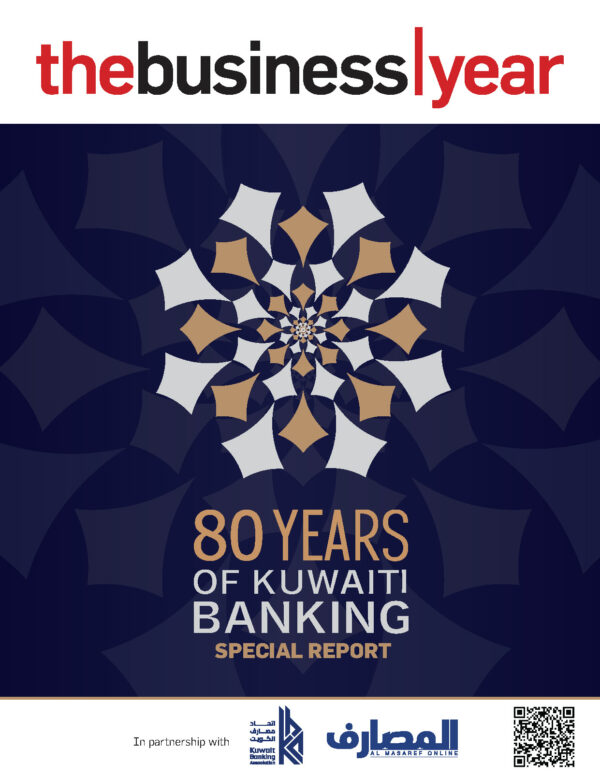 thebusiness|year
80 YEARS
OF KUWAITI
BANKING
SPECIAL REPORT
In partnership with
اتحاد
مصارف
الكويت
Kuwait
Banking
Association
المصارف
AL MASAREF ONLINE